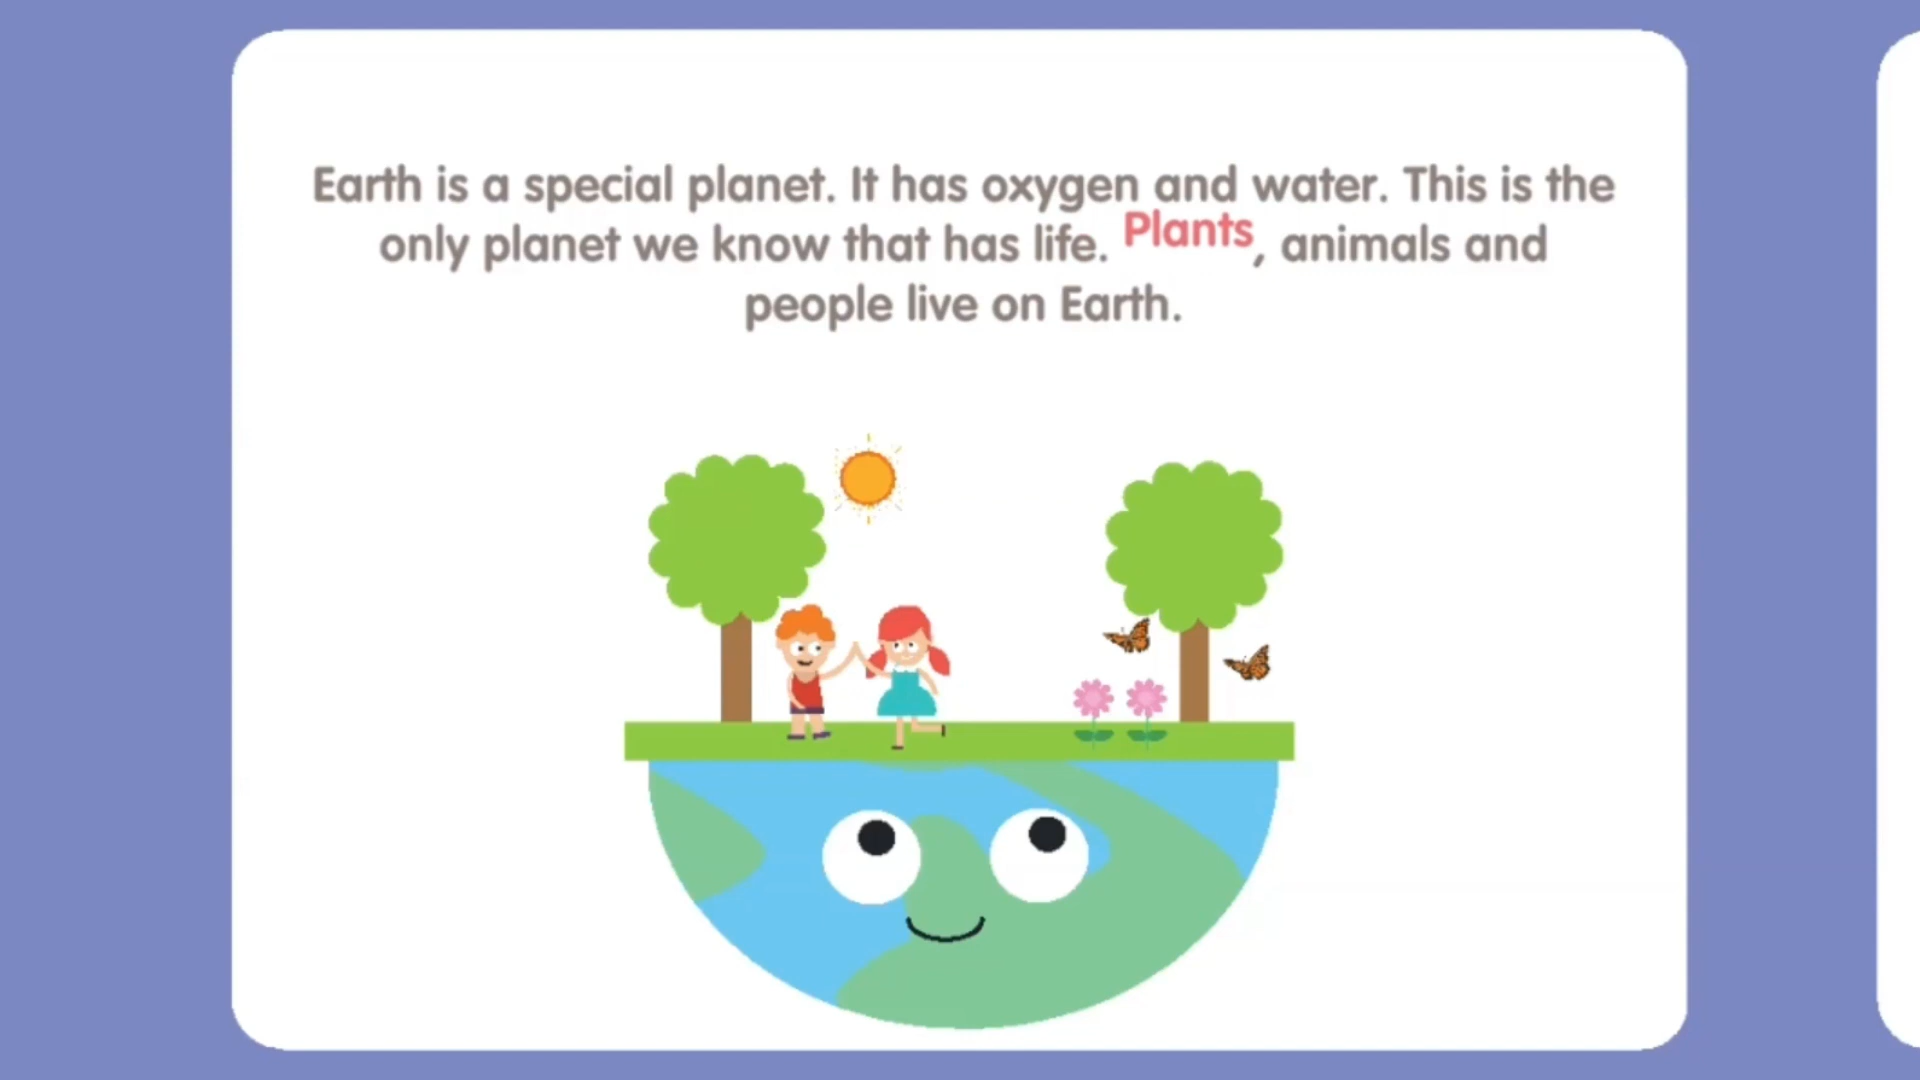 Earth is a special planet. It has oxygen and water. This is the
only planet we know that has life. Plants, animals and
people live on Earth.